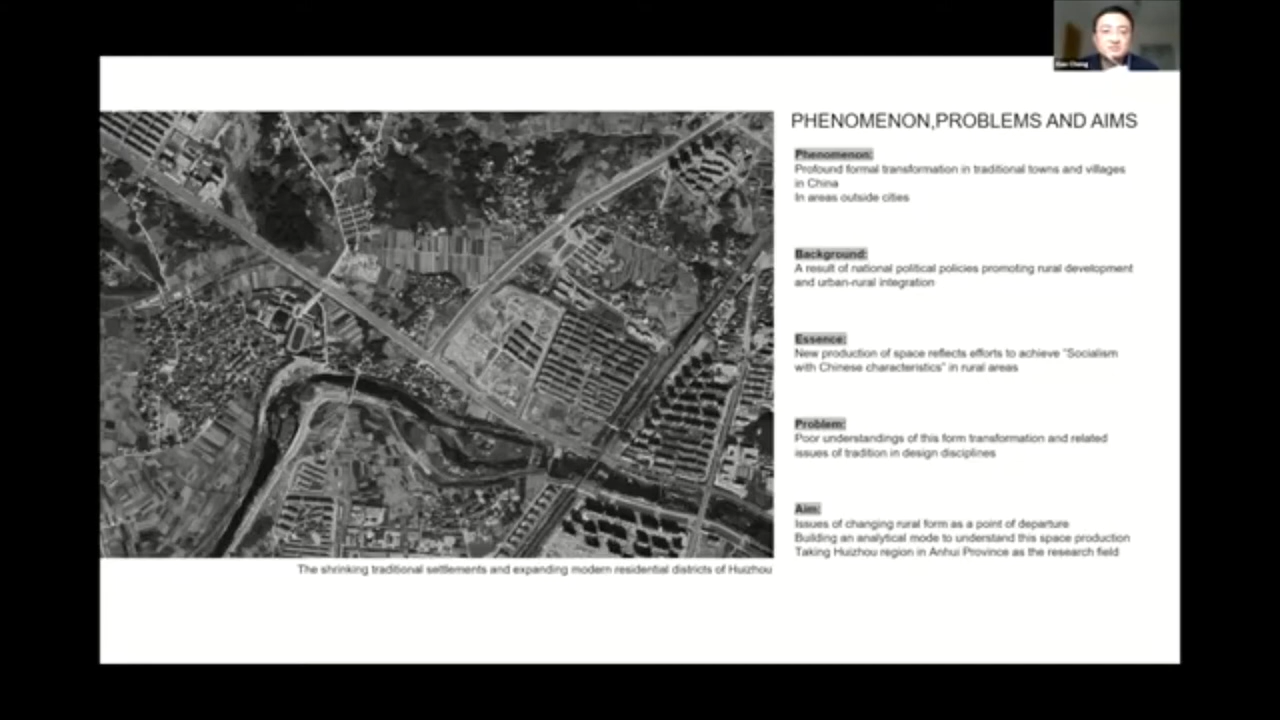 PHENOMENON,PROBLEMS AND AIMS
Phenomenon:
Profound formal transformation in traditional towns and villages
in China
In areas outside cities
Background:
A result of national political policies promoting rural development
and urban-rural integration
Essence:
New production of space reflects efforts to achieve "Socialism
with Chinese characteristics" in rural areas
Problem:
Poor understandings of this form transformation and related
issues of tradition in design disciplines
Aim:
Issues of changing rural form as a point of departure
Building an analytical mode to understand this space production
Taking Huizhou region in Anhui Province as the research field
The shrinking traditional settlements and expanding modern residential districts of Huizhou